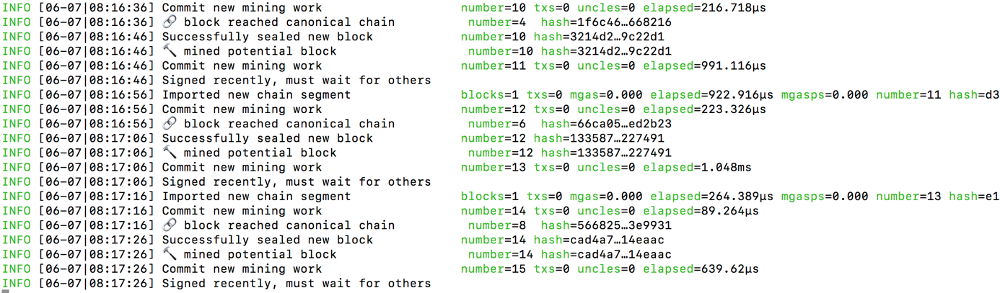 INFO [06-07|08:16:36] Commit new mining work number=10 txs=0 uncles=0 elapsed=216.718µs
INFO [06-07|08:16:36] 🔗 block reached canonical chain number=4 hash=1f6c46…668216
INFO [06-07|08:16:46] Successfully sealed new block number=10 hash=3214d2…9c22d1
INFO [06-07|08:16:46] 🔨 mined potential block number=10 hash=3214d2…9c22d1
INFO [06-07|08:16:46] Commit new mining work number=11 txs=0 uncles=0 elapsed=991.116µs
INFO [06-07|08:16:46] Signed recently, must wait for others
INFO [06-07|08:16:56] Imported new chain segment blocks=1 txs=0 mgas=0.000 elapsed=922.916µs mgasps=0.000 number=11 hash=d3
INFO [06-07|08:16:56] Commit new mining work number=12 txs=0 uncles=0 elapsed=223.326µs
INFO [06-07|08:16:56] 🔗 block reached canonical chain number=6 hash=66ca05…ed2b23
INFO [06-07|08:17:06] Successfully sealed new block number=12 hash=133587…227491
INFO [06-07|08:17:06] 🔨 mined potential block number=12 hash=133587…227491
INFO [06-07|08:17:06] Commit new mining work number=13 txs=0 uncles=0 elapsed=1.048ms
INFO [06-07|08:17:06] Signed recently, must wait for others
INFO [06-07|08:17:16] Imported new chain segment blocks=1 txs=0 mgas=0.000 elapsed=264.389µs mgasps=0.000 number=13 hash=e1
INFO [06-07|08:17:16] Commit new mining work number=14 txs=0 uncles=0 elapsed=89.264µs
INFO [06-07|08:17:16] 🔗 block reached canonical chain number=8 hash=566825…3e9931
INFO [06-07|08:17:26] Successfully sealed new block number=14 hash=cad4a7…14eaac
INFO [06-07|08:17:26] 🔨 mined potential block number=14 hash=cad4a7…14eaac
INFO [06-07|08:17:26] Commit new mining work number=15 txs=0 uncles=0 elapsed=639.62µs
INFO [06-07|08:17:26] Signed recently, must wait for others